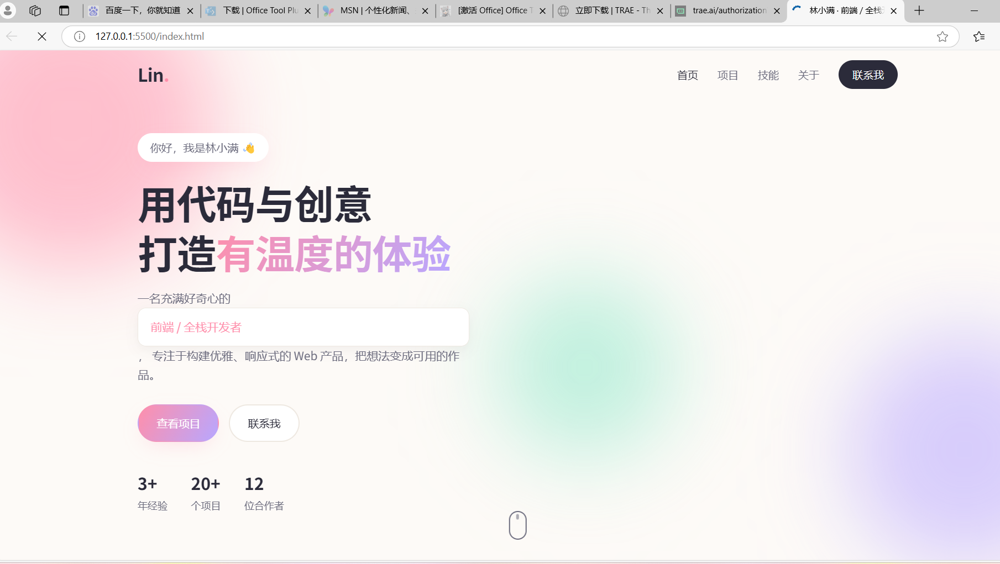 百度一下，你就知道
下载 | Office Tool Plu
MSN | 个性化新闻、
[激活 Office] Office T
立即下载 | TRAE - Th
trae.ai/authorization
林小满 · 前端 / 全栈
127.0.0.1:5500/index.html
Lin.
首页
项目
技能
关于
联系我
你好，我是林小满 👋
用代码与创意
打造有温度的体验
一名充满好奇心的
前端 / 全栈开发者
， 专注于构建优雅、响应式的 Web 产品，把想法变成可用的作
品。
查看项目
联系我
3+
20+
12
年经验
个项目
位合作者